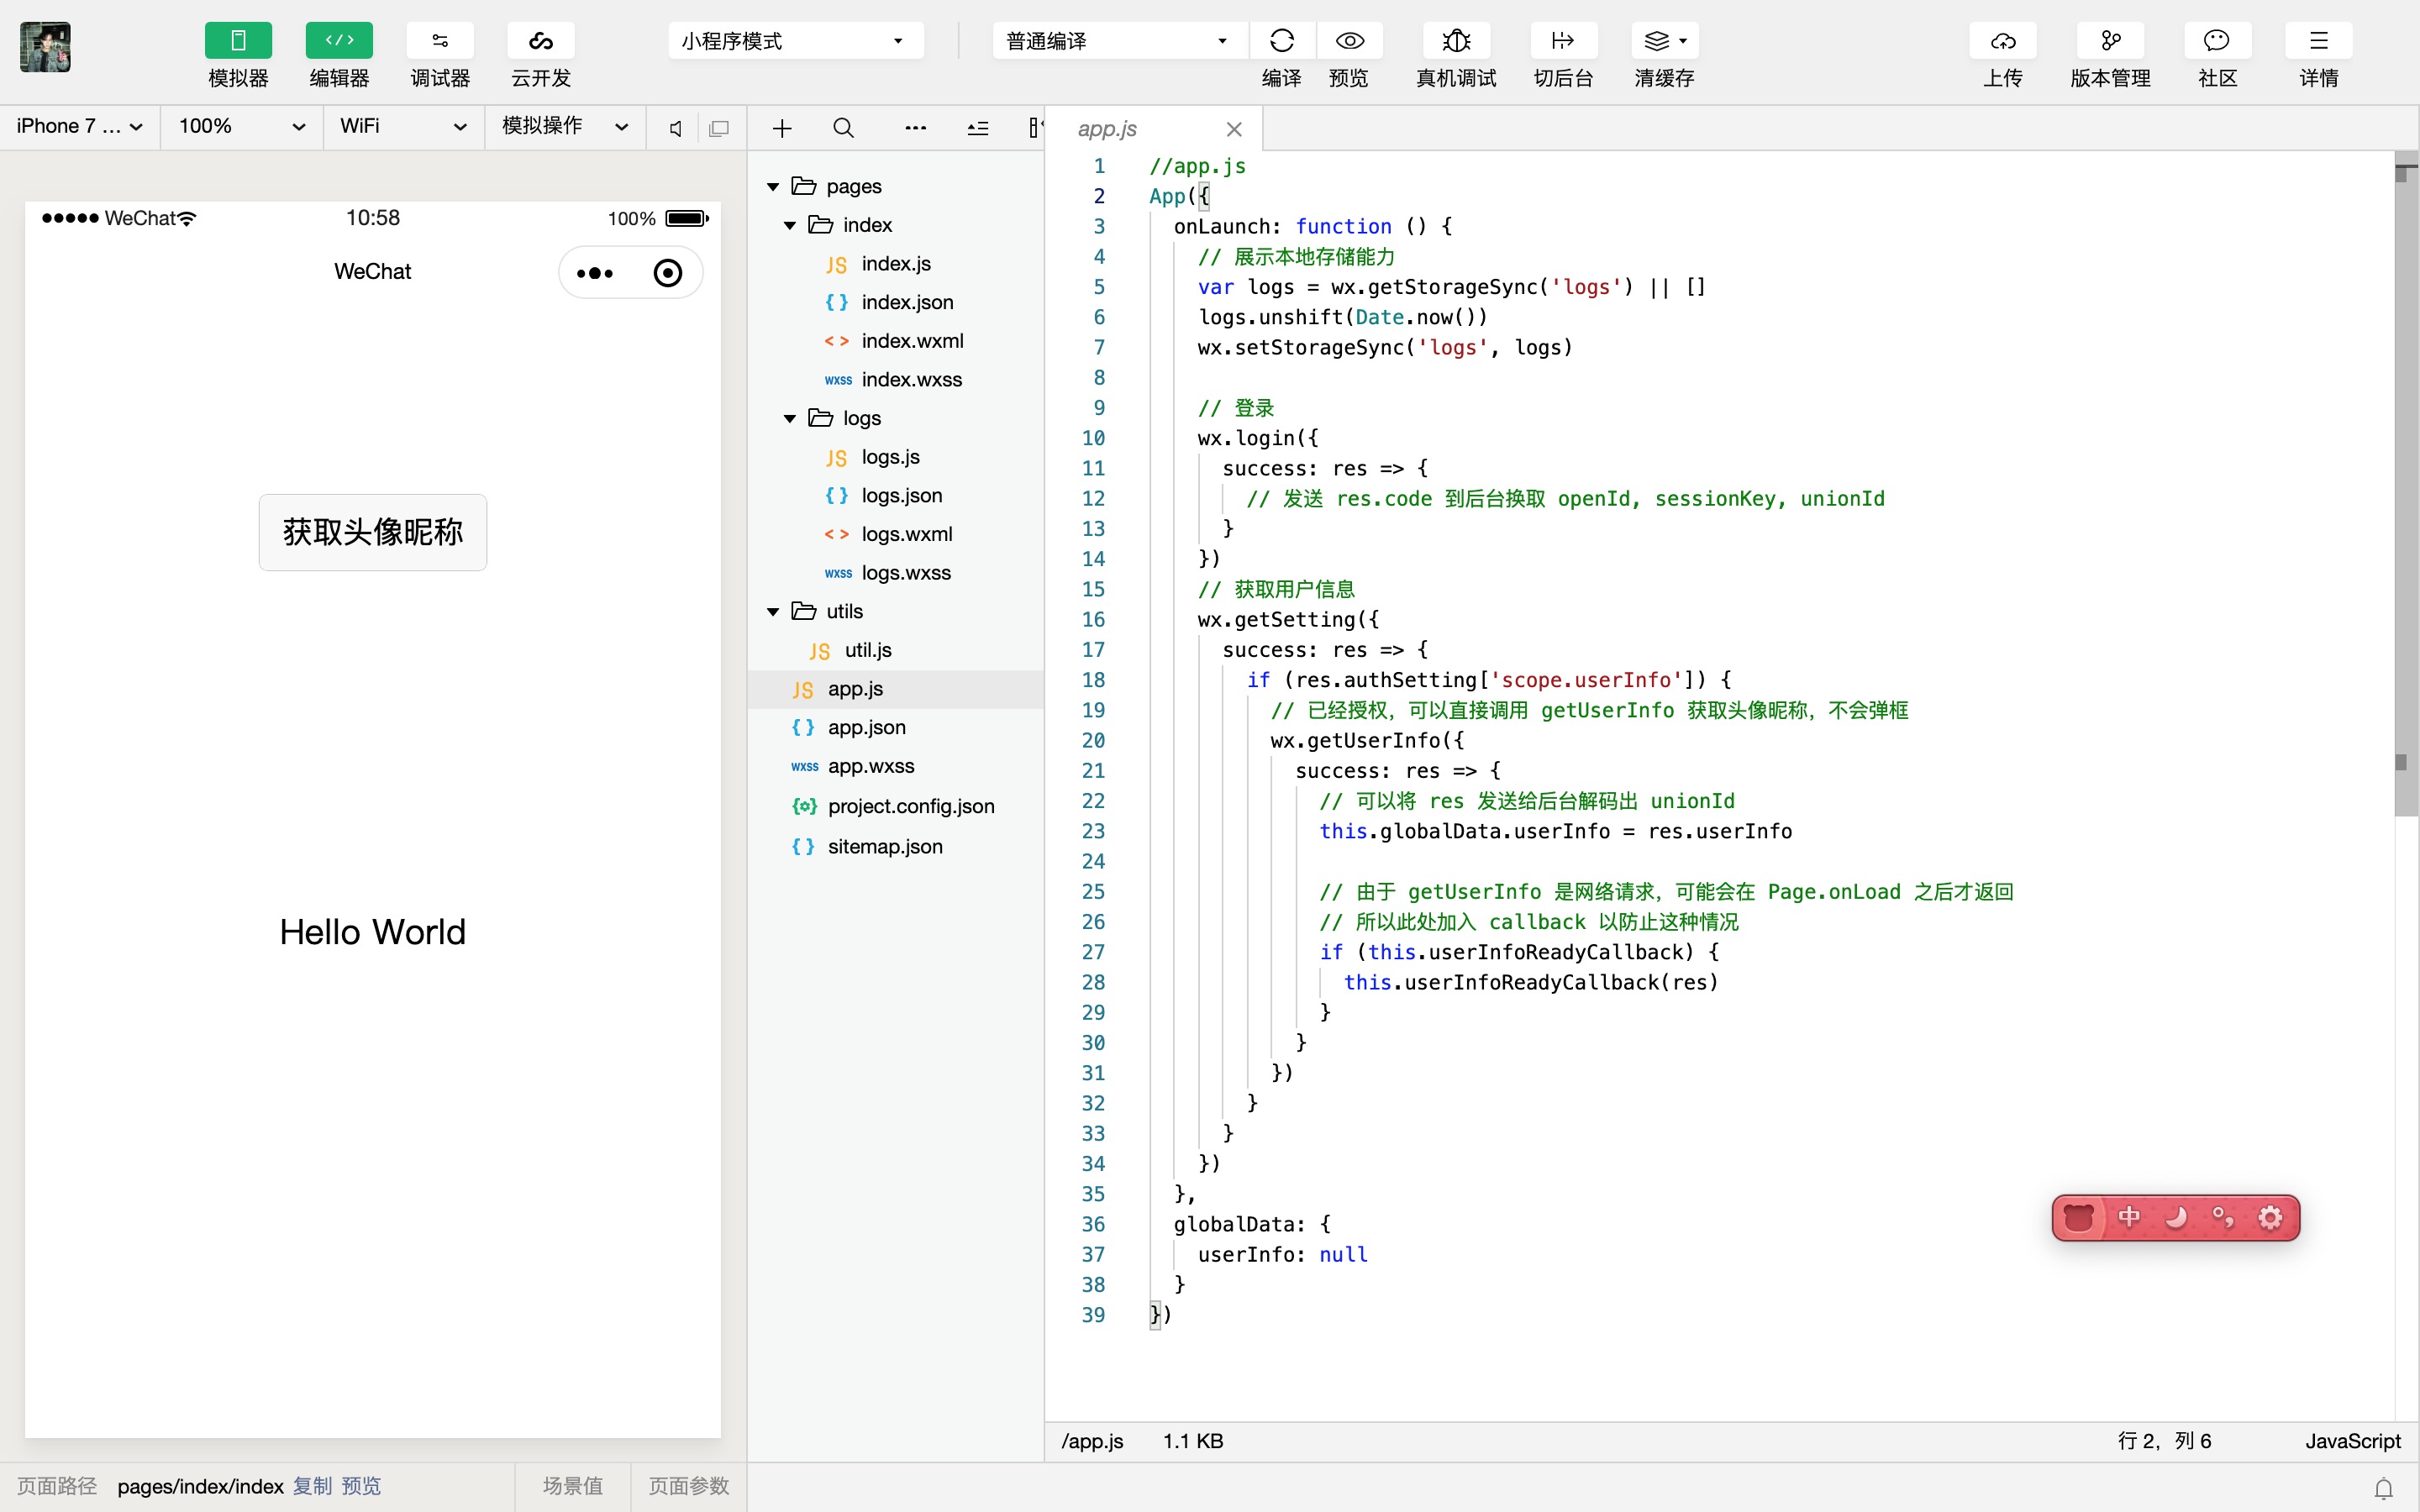 模拟器 编辑器 调试器 云开发
小程序模式
普通编译
编译 预览 真机调试 切后台 清缓存
上传 版本管理 社区 详情
iPhone 7 ... 100% WiFi 模拟操作
WeChat 10:58 100%
WeChat
获取头像昵称
Hello World
页面路径 pages/index/index 复制 预览 场景值 页面参数
pages
index
JS index.js
{ } index.json
< > index.wxml
wxss index.wxss
logs
JS logs.js
{ } logs.json
< > logs.wxml
wxss logs.wxss
utils
JS util.js
JS app.js
{ } app.json
wxss app.wxss
project.config.json
{ } sitemap.json
app.js
1 //app.js
2 App({
3 onLaunch: function () {
4 // 展示本地存储能力
5 var logs = wx.getStorageSync('logs') || []
6 logs.unshift(Date.now())
7 wx.setStorageSync('logs', logs)
8
9 // 登录
10 wx.login({
11 success: res => {
12 // 发送 res.code 到后台换取 openId, sessionKey, unionId
13 }
14 })
15 // 获取用户信息
16 wx.getSetting({
17 success: res => {
18 if (res.authSetting['scope.userInfo']) {
19 // 已经授权，可以直接调用 getUserInfo 获取头像昵称，不会弹框
20 wx.getUserInfo({
21 success: res => {
22 // 可以将 res 发送给后台解码出 unionId
23 this.globalData.userInfo = res.userInfo
24
25 // 由于 getUserInfo 是网络请求，可能会在 Page.onLoad 之后才返回
26 // 所以此处加入 callback 以防止这种情况
27 if (this.userInfoReadyCallback) {
28 this.userInfoReadyCallback(res)
29 }
30 }
31 })
32 }
33 }
34 })
35 },
36 globalData: {
37 userInfo: null
38 }
39 })
中
/app.js 1.1 KB 行 2，列 6 JavaScript